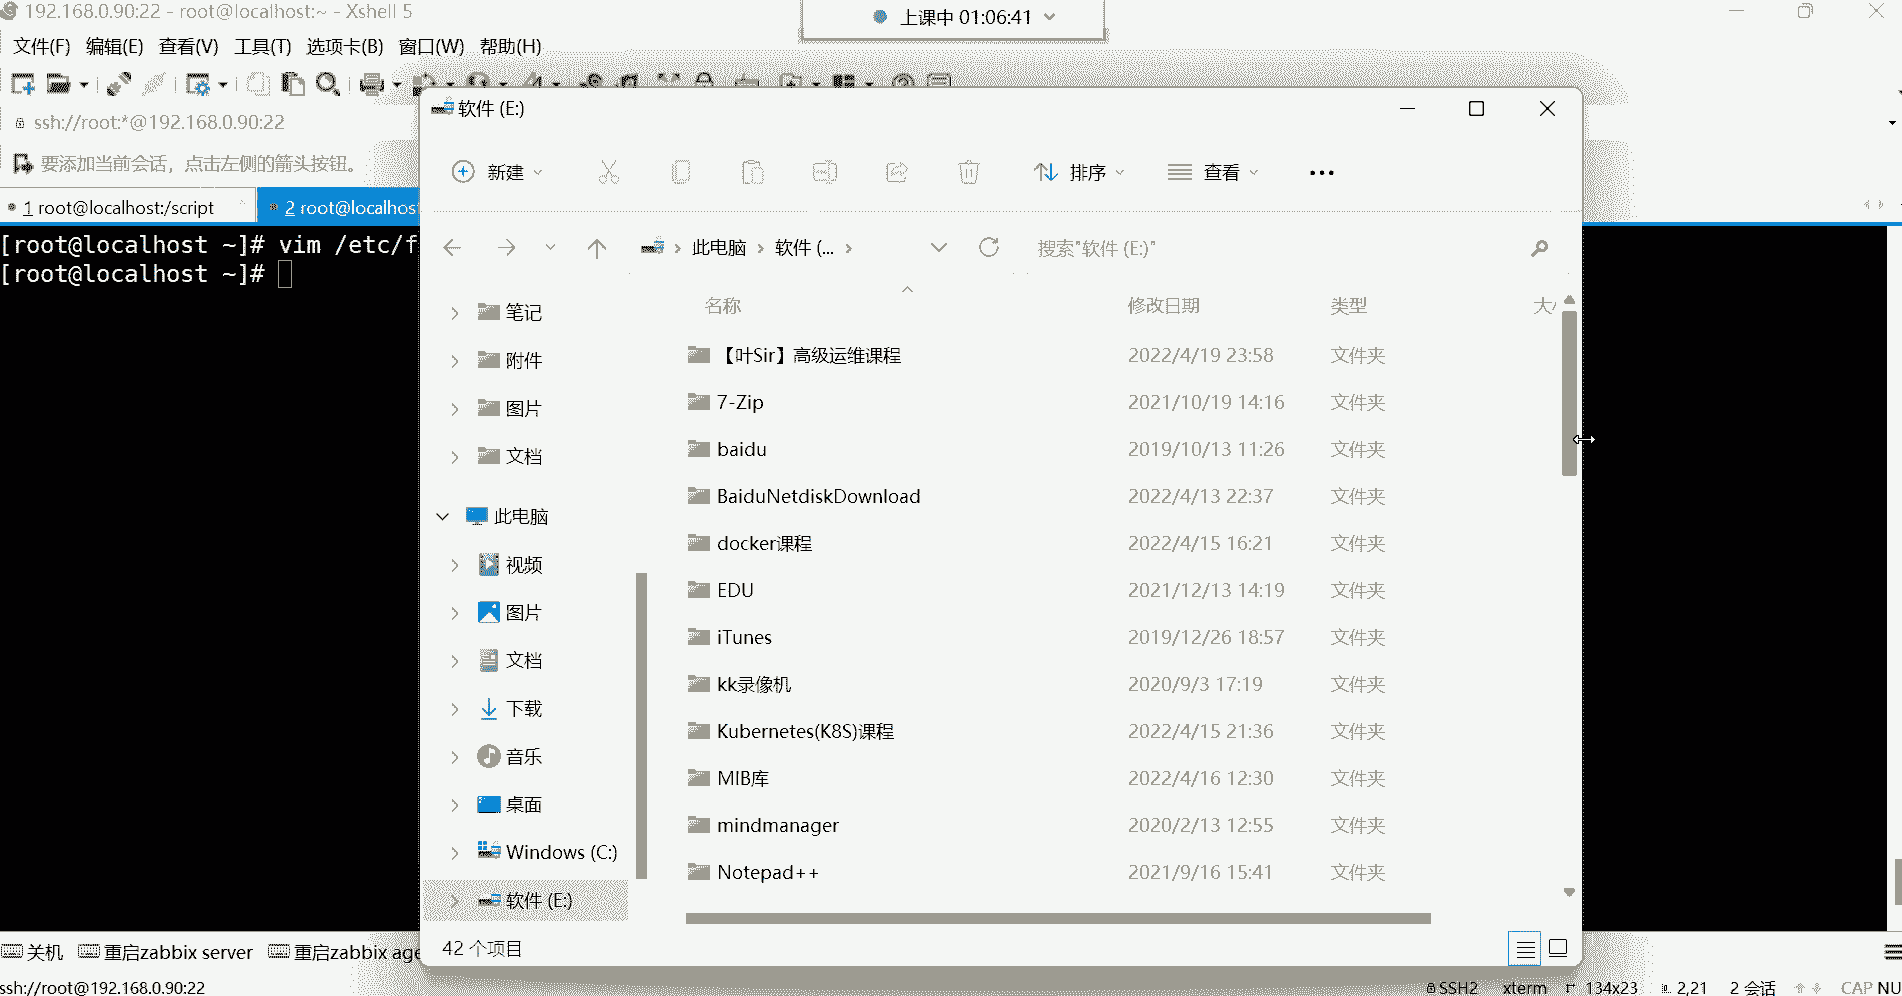 192.168.0.90:22 - root@localhost:~ - Xshell 5
上课中 01:06:41
文件(F) 编辑(E) 查看(V) 工具(T) 选项卡(B) 窗口(W) 帮助(H)
ssh://root:*@192.168.0.90:22
要添加当前会话，点击左侧的箭头按钮。
1 root@localhost:/script
2 root@localhost
[root@localhost ~]# vim /etc/f
[root@localhost ~]#
软件 (E:)
新建 排序 查看
此电脑 软件 (...
搜索"软件 (E:)"
笔记
附件
图片
文档
此电脑
视频
图片
文档
下载
音乐
桌面
Windows (C:)
软件 (E:)
名称 修改日期 类型
【叶Sir】高级运维课程 2022/4/19 23:58 文件夹
7-Zip 2021/10/19 14:16 文件夹
baidu 2019/10/13 11:26 文件夹
BaiduNetdiskDownload 2022/4/13 22:37 文件夹
docker课程 2022/4/15 16:21 文件夹
EDU 2021/12/13 14:19 文件夹
iTunes 2019/12/26 18:57 文件夹
kk录像机 2020/9/3 17:19 文件夹
Kubernetes(K8S)课程 2022/4/15 21:36 文件夹
MIB库 2022/4/16 12:30 文件夹
mindmanager 2020/2/13 12:55 文件夹
Notepad++ 2021/9/16 15:41 文件夹
42 个项目
关机 重启zabbix server 重启zabbix age
ssh://root@192.168.0.90:22
SSH2 xterm 134x23 2,21 2 会话 CAP NU